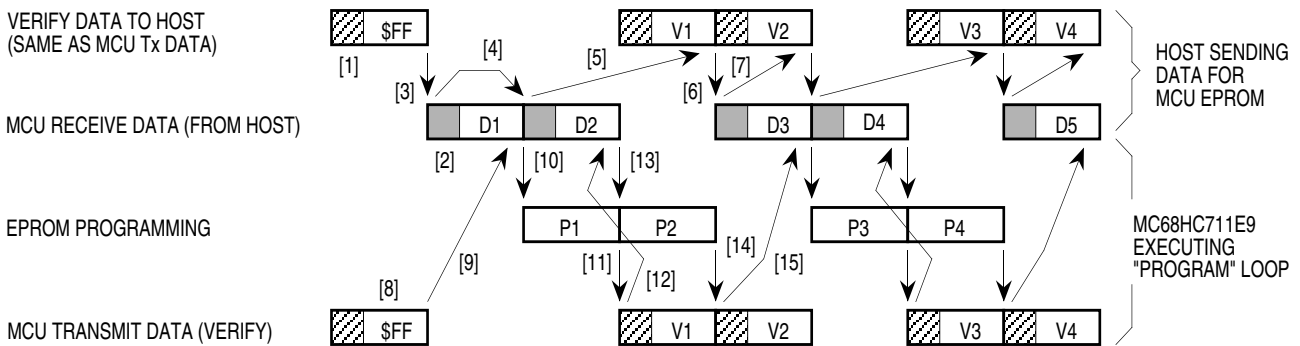 VERIFY DATA TO HOST
(SAME AS MCU Tx DATA)
$FF
V1
V2
V3
V4
[1]
[3]
[4]
[5]
[6]
[7]
HOST SENDING
DATA FOR
MCU EPROM
MCU RECEIVE DATA (FROM HOST)
D1
D2
D3
D4
D5
[2]
[10]
[13]
EPROM PROGRAMMING
P1
P2
P3
P4
MC68HC711E9
EXECUTING
"PROGRAM" LOOP
[8]
[9]
[11]
[12]
[14]
[15]
MCU TRANSMIT DATA (VERIFY)
$FF
V1
V2
V3
V4